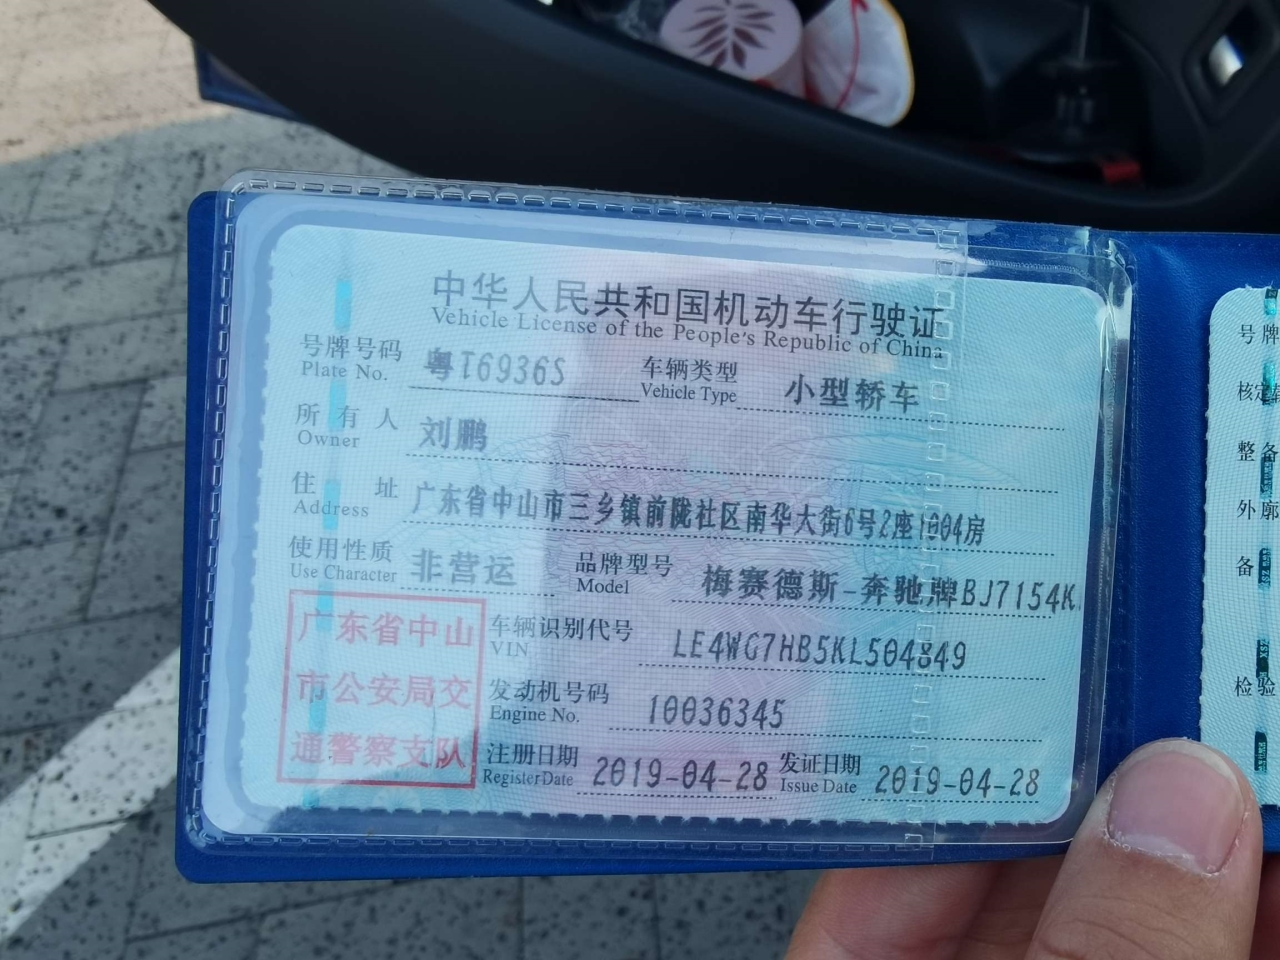 中华人民共和国机动车行驶证
Vehicle License of the People's Republic of China
号牌号码 粤T6936S 车辆类型 小型轿车
Plate No. Vehicle Type
所有人 刘鹏
Owner
住址 广东省中山市三乡镇前陇社区南华大街6号2座1004房
Address
使用性质 非营运 品牌型号 梅赛德斯-奔驰牌BJ7154K
Use Character Model
广东省中山
市公安局交
通警察支队
车辆识别代号 LE4WG7HB5KL504849
VIN
发动机号码 10036345
Engine No.
注册日期 2019-04-28 发证日期 2019-04-28
RegisterDate Issue Date
号牌
核定
整备
外廓
备
检验